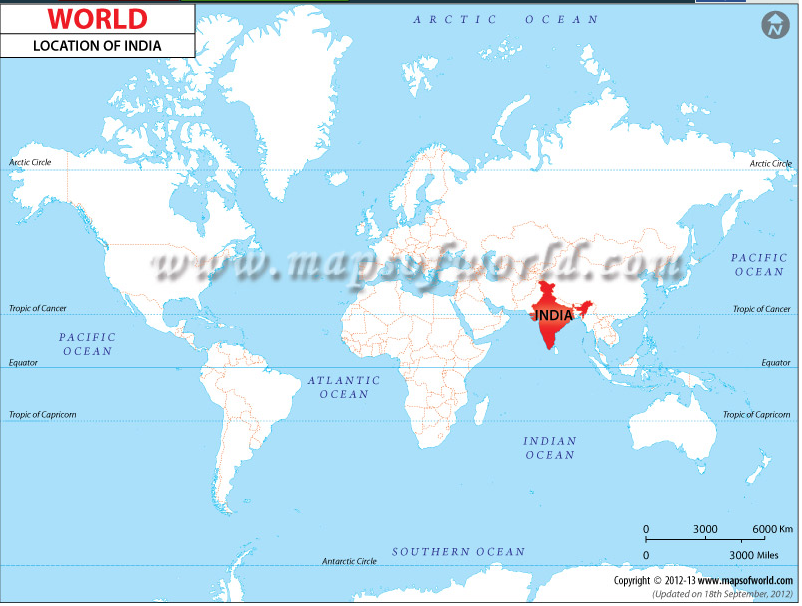 WORLD
LOCATION OF INDIA
ARCTIC OCEAN
N
Arctic Circle
Arctic Circle
www.mapsofworld.com
PACIFIC
OCEAN
Tropic of Cancer
INDIA
Tropic of Cancer
PACIFIC
OCEAN
Equator
Equator
ATLANTIC
OCEAN
Tropic of Capricorn
Tropic of Capricorn
INDIAN
OCEAN
0 3000 6000 Km
0 3000 Miles
SOUTHERN OCEAN
Antarctic Circle
Copyright © 2012-13 www.mapsofworld.com
(Updated on 18th September, 2012)